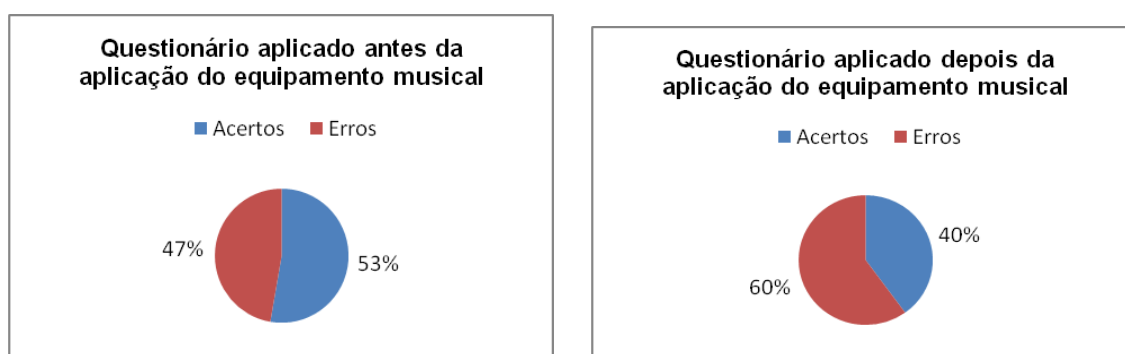 Questionário aplicado antes da
aplicação do equipamento musical
Acertos Erros
47%
53%
Questionário aplicado depois da
aplicação do equipamento musical
Acertos Erros
40%
60%